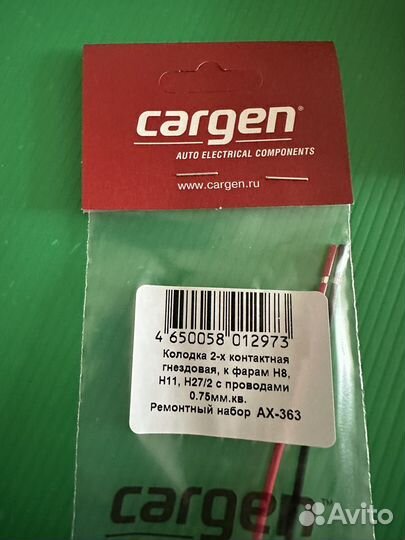 cargen®
AUTO ELECTRICAL COMPONENTS
www.cargen.ru
4 650058 012973
Колодка 2-х контактная
гнездовая, к фарам H8,
H11, H27/2 с проводами
0.75мм.кв.
Ремонтный набор AX-363
cargen™
Avito